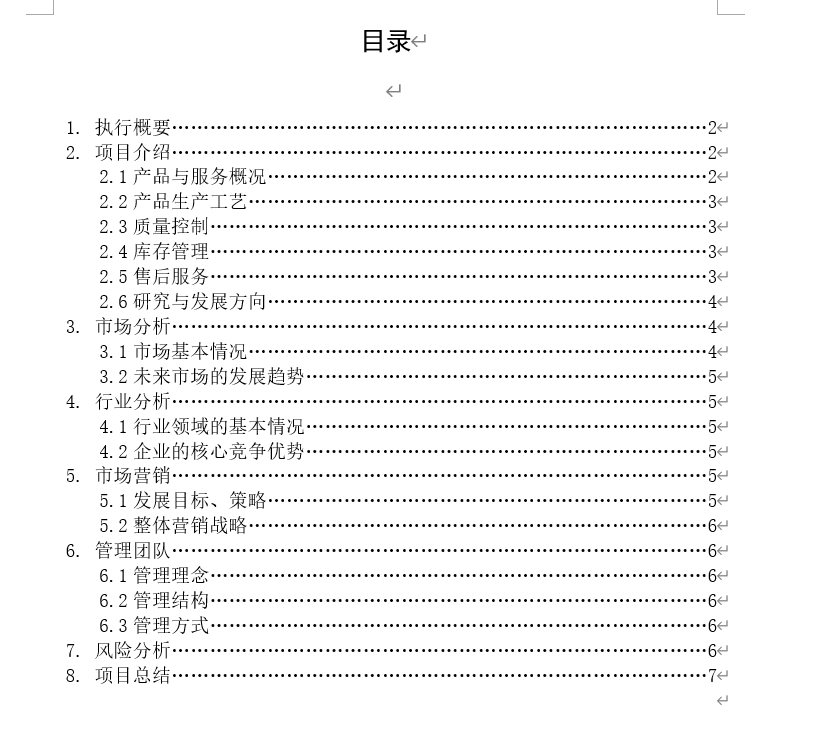 目录
1. 执行概要……………………………………………………………………………2
2. 项目介绍……………………………………………………………………………2
2.1 产品与服务概况…………………………………………………………………2
2.2 产品生产工艺……………………………………………………………………3
2.3 质量控制…………………………………………………………………………3
2.4 库存管理…………………………………………………………………………3
2.5 售后服务…………………………………………………………………………3
2.6 研究与发展方向…………………………………………………………………4
3. 市场分析……………………………………………………………………………4
3.1 市场基本情况……………………………………………………………………4
3.2 未来市场的发展趋势……………………………………………………………5
4. 行业分析……………………………………………………………………………5
4.1 行业领域的基本情况……………………………………………………………5
4.2 企业的核心竞争优势……………………………………………………………5
5. 市场营销……………………………………………………………………………5
5.1 发展目标、策略…………………………………………………………………5
5.2 整体营销战略……………………………………………………………………6
6. 管理团队……………………………………………………………………………6
6.1 管理理念…………………………………………………………………………6
6.2 管理结构…………………………………………………………………………6
6.3 管理方式…………………………………………………………………………6
7. 风险分析……………………………………………………………………………6
8. 项目总结……………………………………………………………………………7